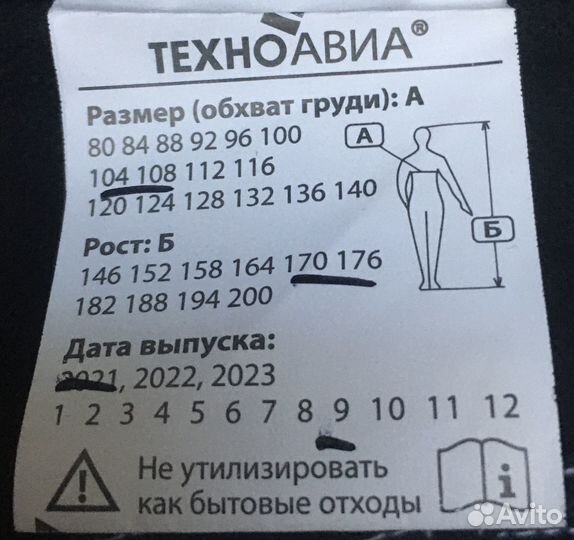 ТЕХНОАВИА®
Размер (обхват груди): А
80 84 88 92 96 100
104 108 112 116
120 124 128 132 136 140
А
Б
Рост: Б
146 152 158 164 170 176
182 188 194 200
Дата выпуска:
2021, 2022, 2023
1 2 3 4 5 6 7 8 9 10 11 12
Не утилизировать
как бытовые отходы
i
Avito